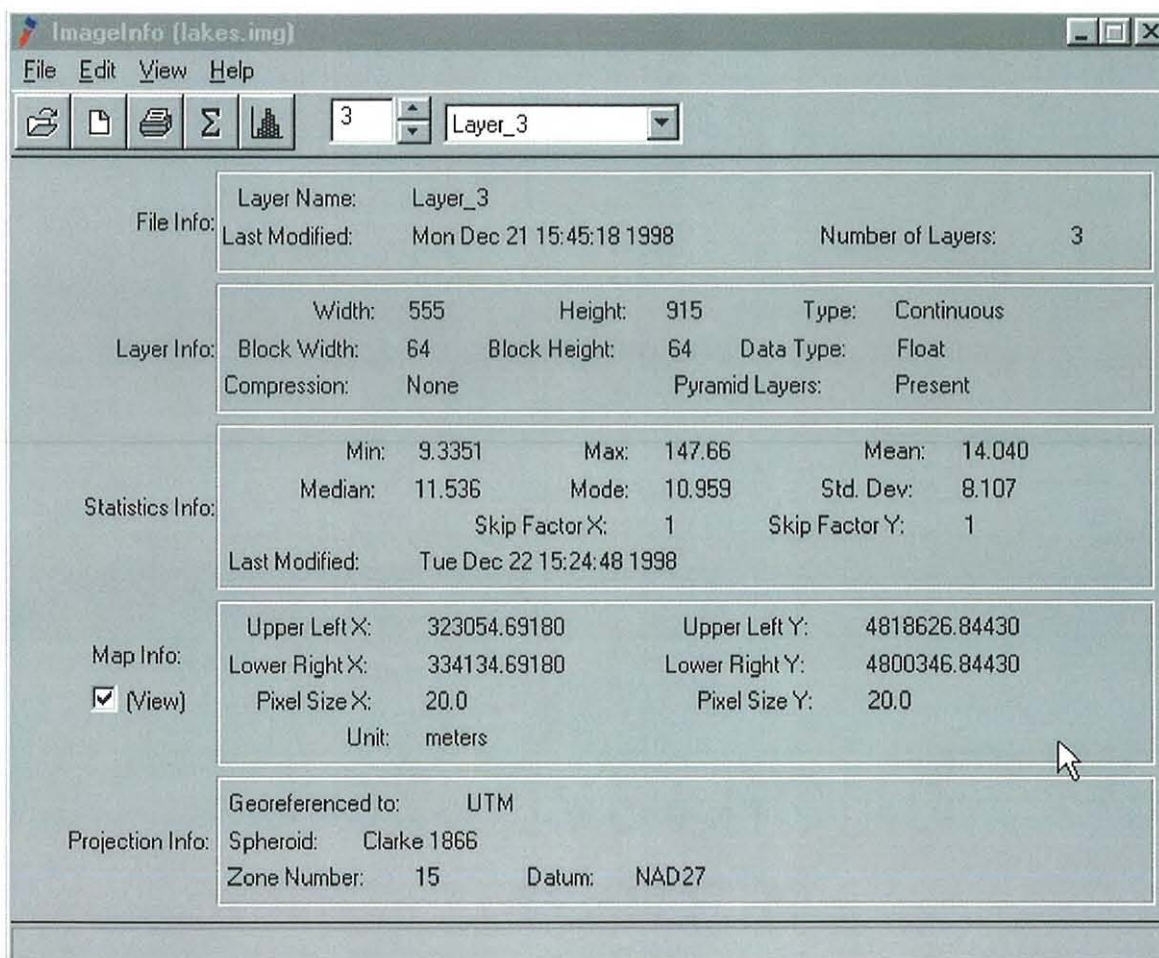 ImageInfo (lakes.img)
File Edit View Help
3 Layer_3
File Info:
Layer Name: Layer_3
Last Modified: Mon Dec 21 15:45:18 1998 Number of Layers: 3
Layer Info:
Width: 555 Height: 915 Type: Continuous
Block Width: 64 Block Height: 64 Data Type: Float
Compression: None Pyramid Layers: Present
Statistics Info:
Min: 9.3351 Max: 147.66 Mean: 14.040
Median: 11.536 Mode: 10.959 Std. Dev: 8.107
Skip Factor X: 1 Skip Factor Y: 1
Last Modified: Tue Dec 22 15:24:48 1998
Map Info:
(View)
Upper Left X: 323054.69180 Upper Left Y: 4818626.84430
Lower Right X: 334134.69180 Lower Right Y: 4800346.84430
Pixel Size X: 20.0 Pixel Size Y: 20.0
Unit: meters
Projection Info:
Georeferenced to: UTM
Spheroid: Clarke 1866
Zone Number: 15 Datum: NAD27